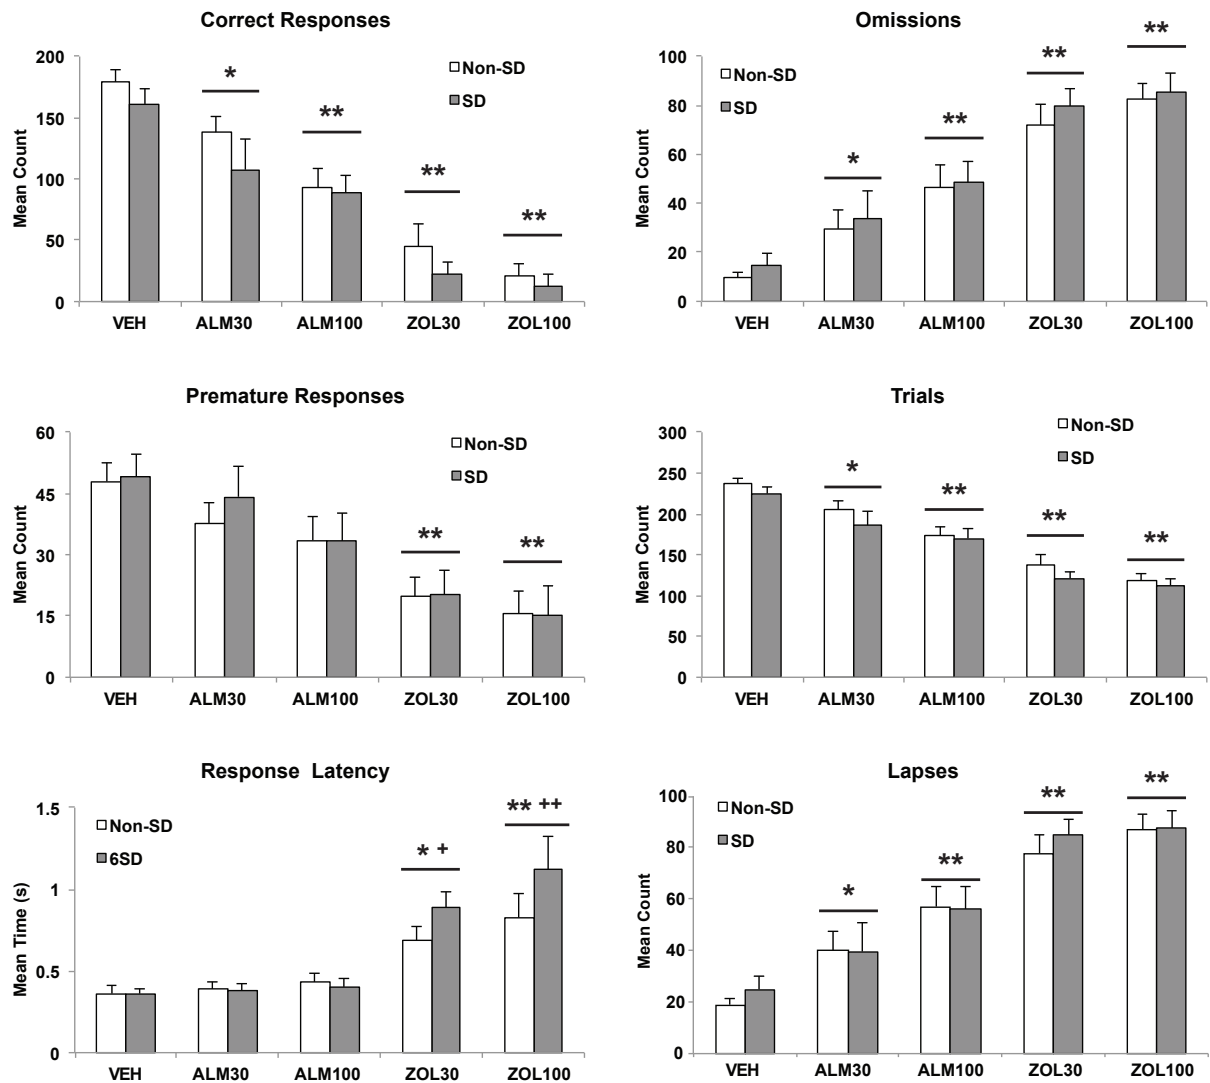 Correct Responses
200
150
100
50
0
Mean Count
* ** ** **
Non-SD
SD
VEH ALM30 ALM100 ZOL30 ZOL100
Omissions
100
80
60
40
20
0
Mean Count
* ** ** **
Non-SD
SD
VEH ALM30 ALM100 ZOL30 ZOL100
Premature Responses
60
45
30
15
0
Mean Count
** **
Non-SD
SD
VEH ALM30 ALM100 ZOL30 ZOL100
Trials
300
250
200
150
100
50
0
Mean Count
* ** ** **
Non-SD
SD
VEH ALM30 ALM100 ZOL30 ZOL100
Response Latency
1.5
1
0.5
0
Mean Time (s)
* + ** ++
Non-SD
6SD
VEH ALM30 ALM100 ZOL30 ZOL100
Lapses
100
80
60
40
20
0
Mean Count
* ** ** **
Non-SD
SD
VEH ALM30 ALM100 ZOL30 ZOL100